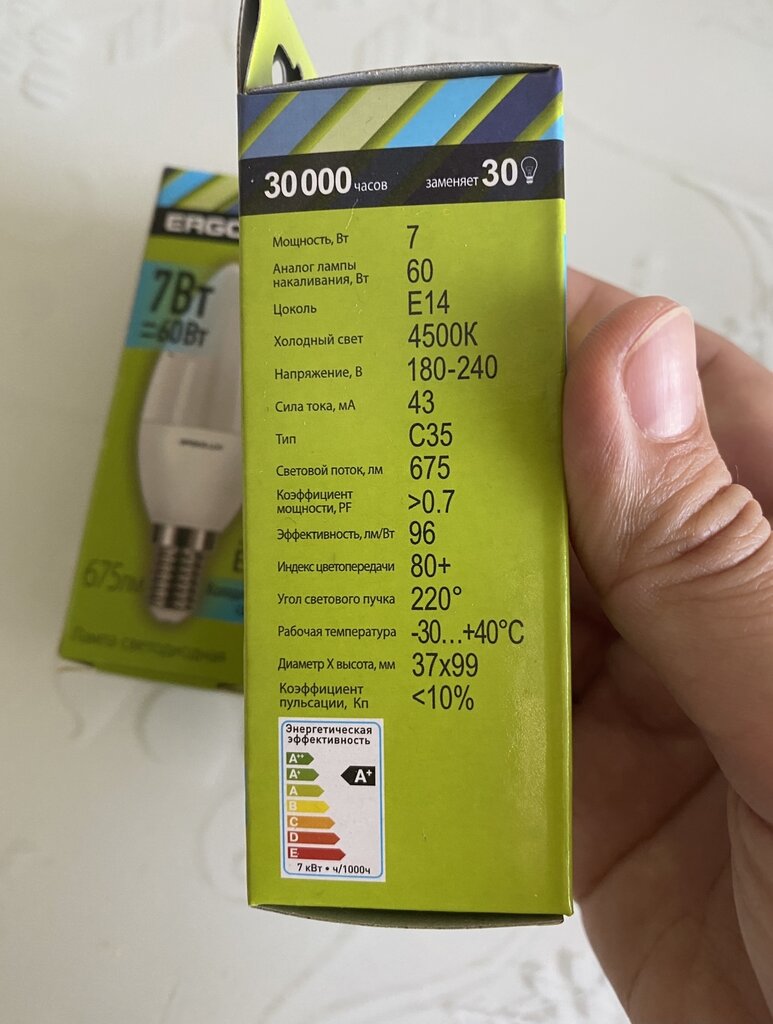 30 000 часов заменяет 30
Мощность, Вт 7
Аналог лампы
накаливания, Вт 60
Цоколь E14
Холодный свет 4500К
Напряжение, В 180-240
Сила тока, мА 43
Тип C35
Световой поток, лм 675
Коэффициент
мощности, PF >0.7
Эффективность, лм/Вт 96
Индекс цветопередачи 80+
Угол светового пучка 220°
Рабочая температура -30...+40°C
Диаметр X высота, мм 37x99
Коэффициент
пульсации, Кп <10%
Энергетическая
эффективность
A++
A+ A+
A
B
C
D
E
7 кВт • ч/1000ч
ERGO
7Вт
=60Вт
675лм
Лампа светодиодная